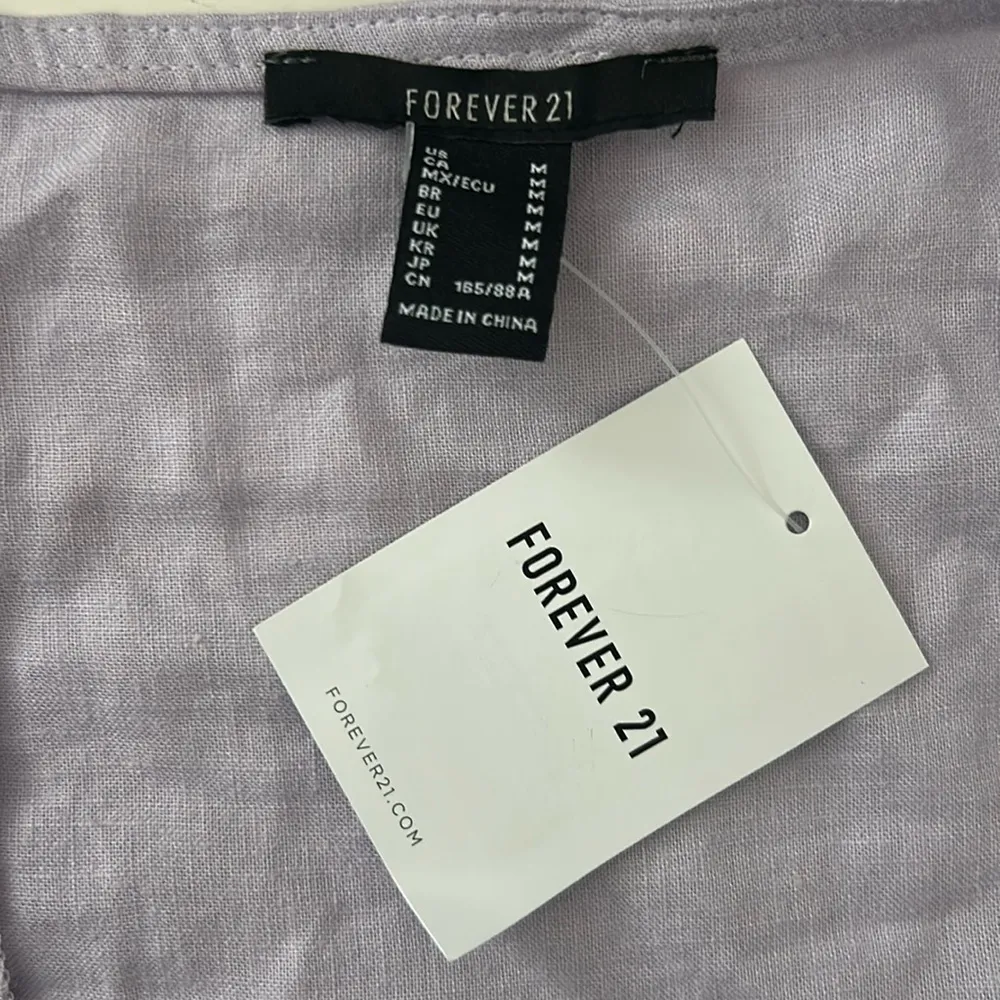 FOREVER 21
US M
CA M
MX/ECU M
BR M
EU M
UK M
KR M
JP M
CN 165/88A
MADE IN CHINA
FOREVER 21
FOREVER21.COM